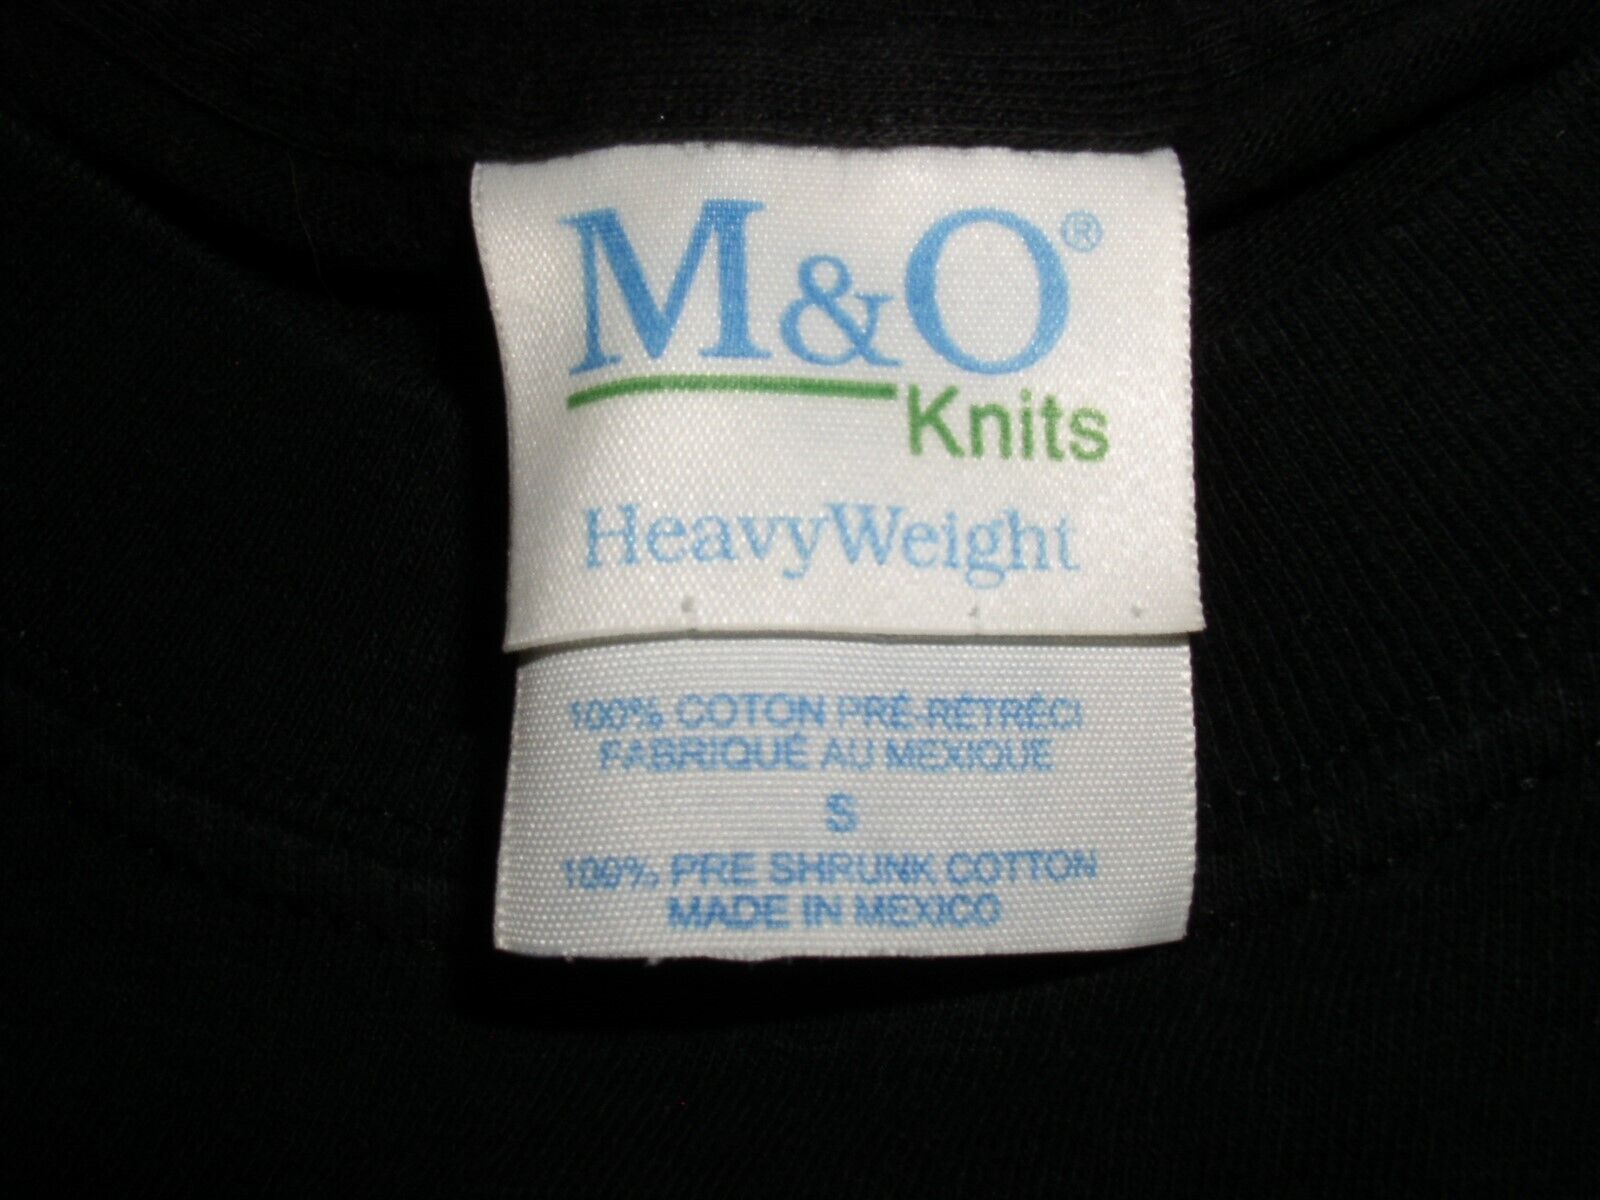 M&O®
Knits
HeavyWeight
100% COTON PRÉ-RÉTRÉCI
FABRIQUÉ AU MEXIQUE
S
100% PRE SHRUNK COTTON
MADE IN MEXICO